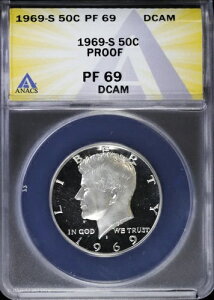 1969-S 50C PF 69 DCAM
1969-S 50C
PROOF
PF 69
DCAM
ANACS
LIBERTY
IN GOD WE TRUST
S
1969